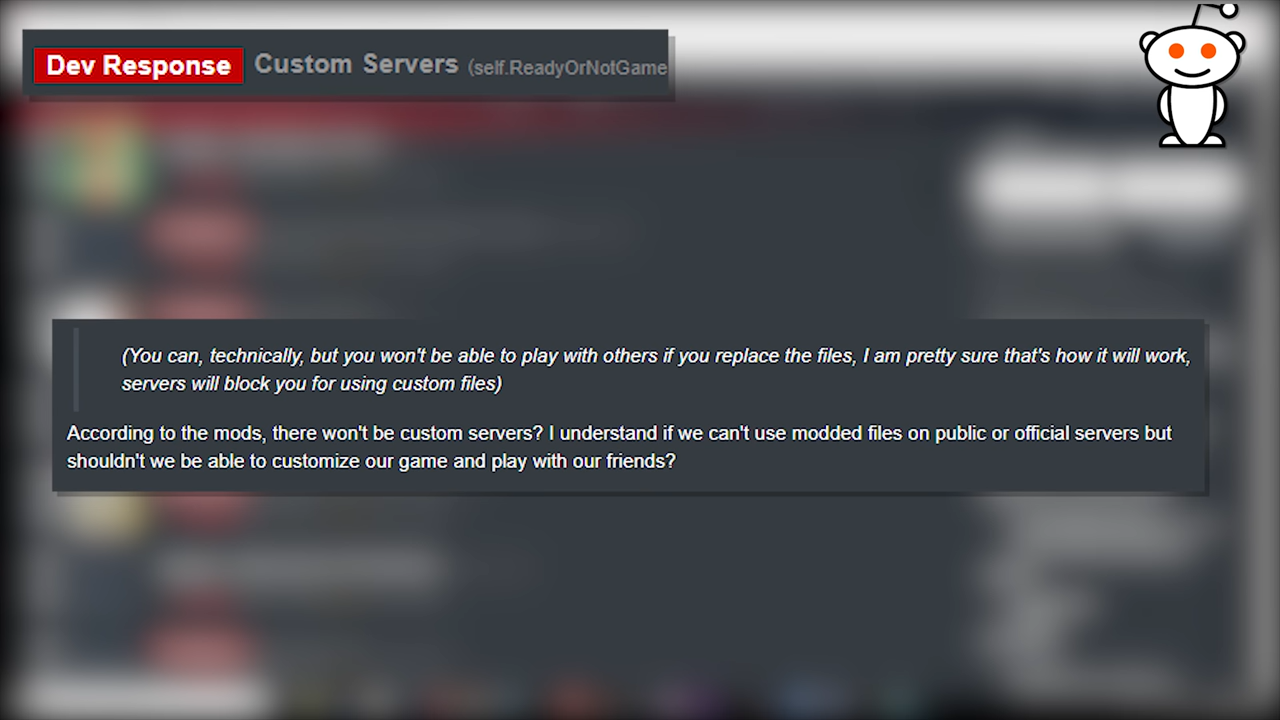 Dev Response Custom Servers (self.ReadyOrNotGame
(You can, technically, but you won't be able to play with others if you replace the files, I am pretty sure that's how it will work,
servers will block you for using custom files)
According to the mods, there won't be custom servers? I understand if we can't use modded files on public or official servers but
shouldn't we be able to customize our game and play with our friends?